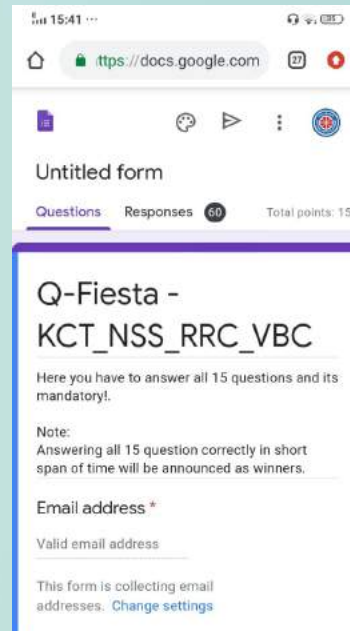 15:41 ...
ttps://docs.google.com
27
Untitled form
Questions Responses 60 Total points: 15
Q-Fiesta -
KCT_NSS_RRC_VBC
Here you have to answer all 15 questions and its
mandatory!.
Note:
Answering all 15 question correctly in short
span of time will be announced as winners.
Email address *
Valid email address
This form is collecting email
addresses. Change settings